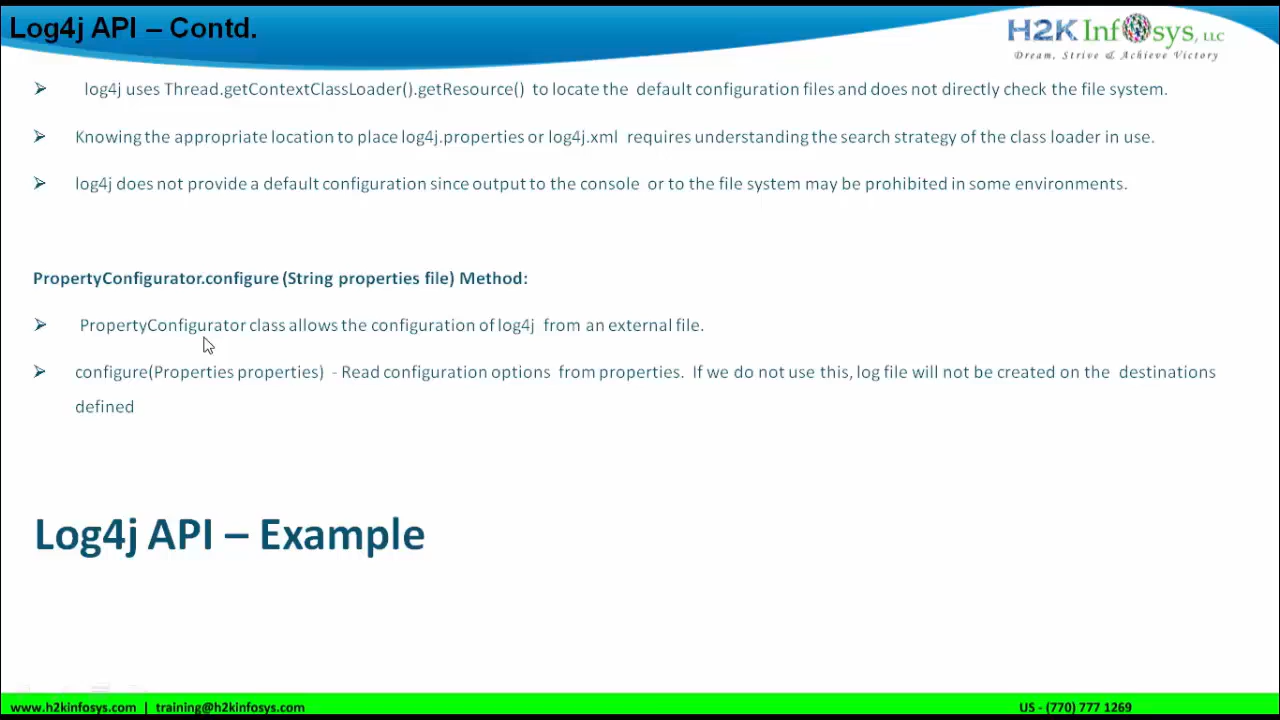 Log4j API – Contd.
H2K Infosys, LLC
Dream, Strive & Achieve Victory
➢ log4j uses Thread.getContextClassLoader().getResource() to locate the default configuration files and does not directly check the file system.
➢ Knowing the appropriate location to place log4j.properties or log4j.xml requires understanding the search strategy of the class loader in use.
➢ log4j does not provide a default configuration since output to the console or to the file system may be prohibited in some environments.
PropertyConfigurator.configure (String properties file) Method:
➢ PropertyConfigurator class allows the configuration of log4j from an external file.
➢ configure(Properties properties) - Read configuration options from properties. If we do not use this, log file will not be created on the destinations
defined
Log4j API – Example
www.h2kinfosys.com | training@h2kinfosys.com
US - (770) 777 1269